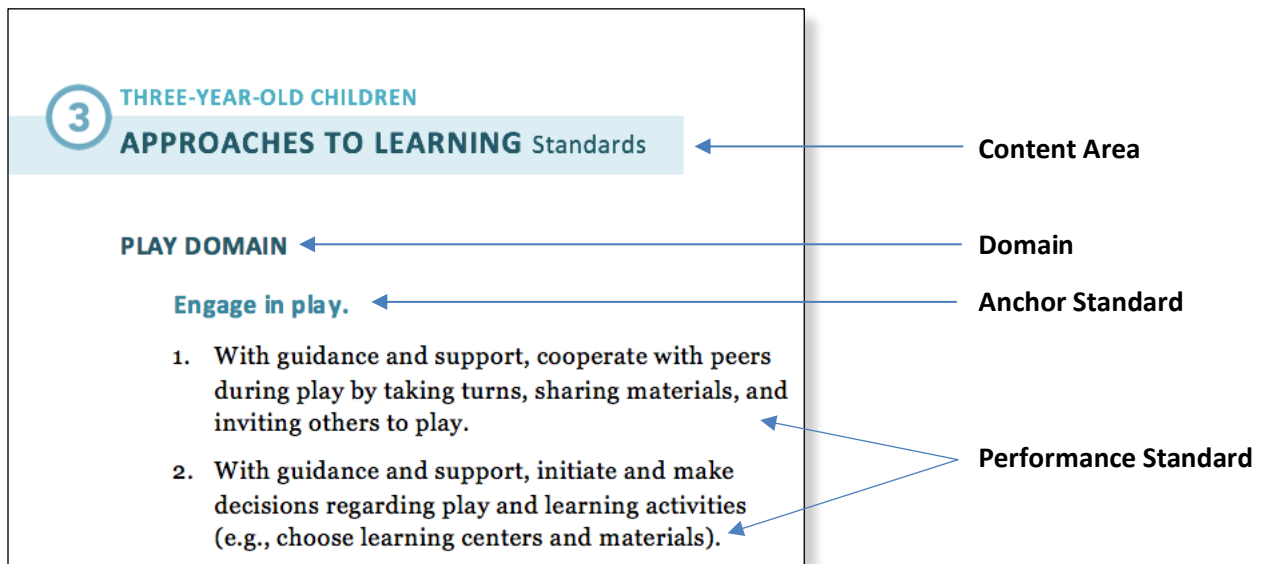 3
THREE-YEAR-OLD CHILDREN
APPROACHES TO LEARNING Standards
Content Area
PLAY DOMAIN
Domain
Engage in play.
Anchor Standard
1. With guidance and support, cooperate with peers
during play by taking turns, sharing materials, and
inviting others to play.
Performance Standard
2. With guidance and support, initiate and make
decisions regarding play and learning activities
(e.g., choose learning centers and materials).